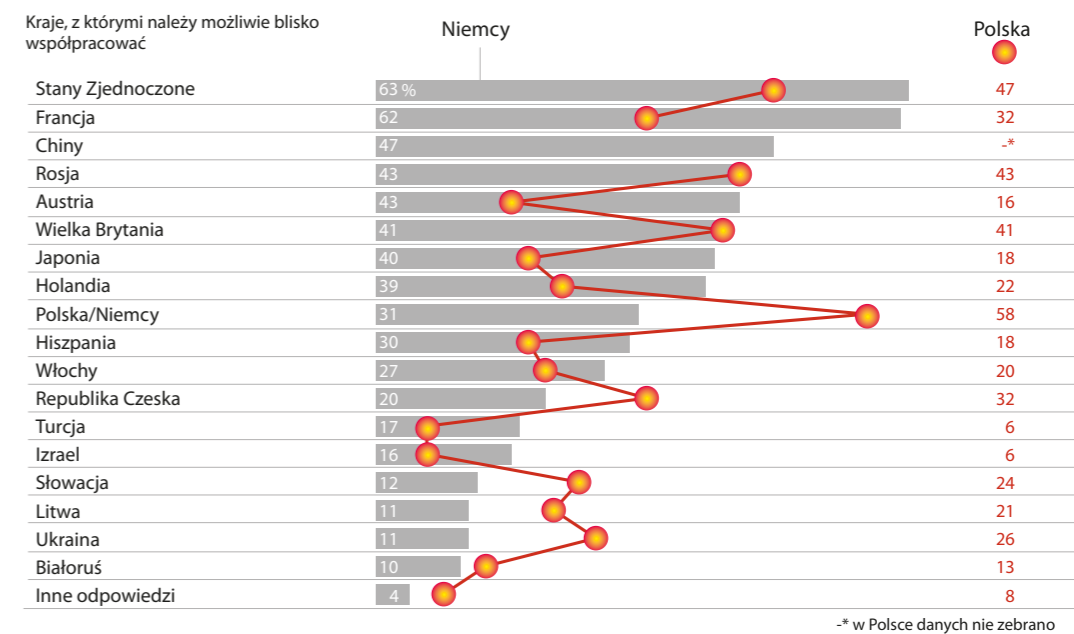 Kraje, z którymi należy możliwie blisko
współpracować
Niemcy
Polska
Stany Zjednoczone 63 % 47
Francja 62 32
Chiny 47 -*
Rosja 43 43
Austria 43 16
Wielka Brytania 41 41
Japonia 40 18
Holandia 39 22
Polska/Niemcy 31 58
Hiszpania 30 18
Włochy 27 20
Republika Czeska 20 32
Turcja 17 6
Izrael 16 6
Słowacja 12 24
Litwa 11 21
Ukraina 11 26
Białoruś 10 13
Inne odpowiedzi 4 8
-* w Polsce danych nie zebrano